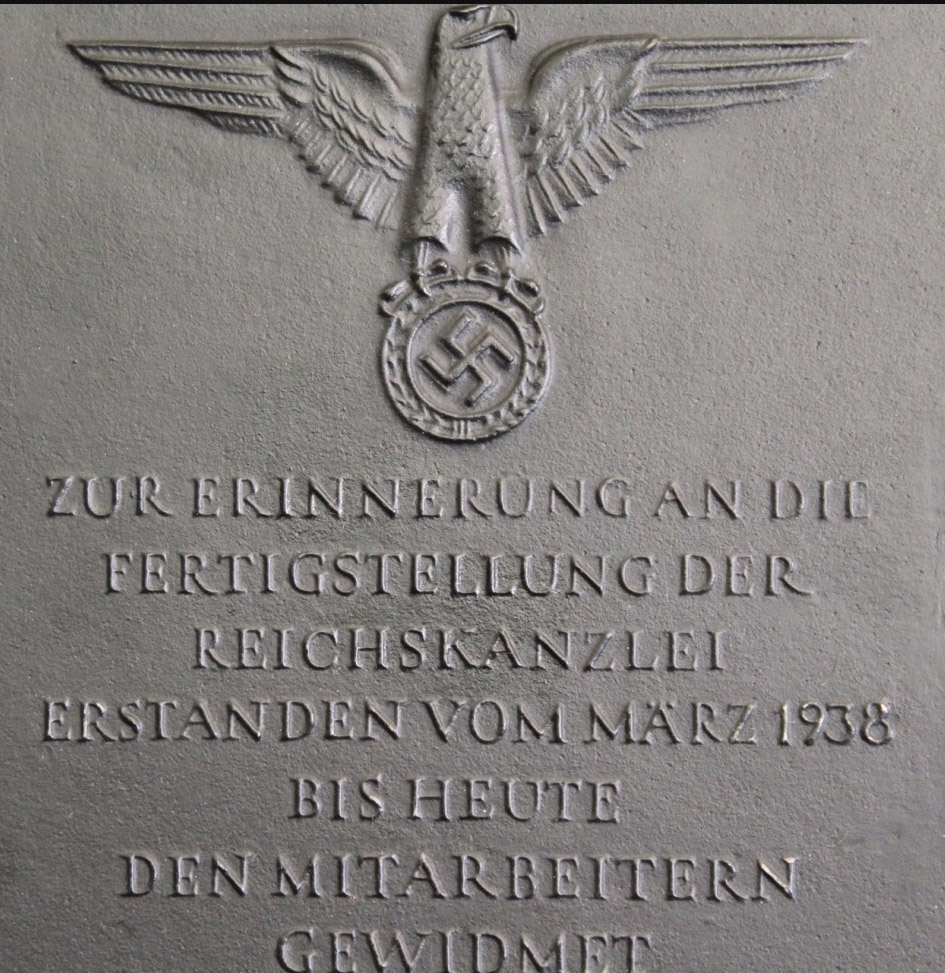 ZUR ERINNERUNG AN DIE
FERTIGSTELLUNG DER
REICHSKANZLEI
ERSTANDEN VOM MÄRZ 1938
BIS HEUTE
DEN MITARBEITERN
GEWIDMET